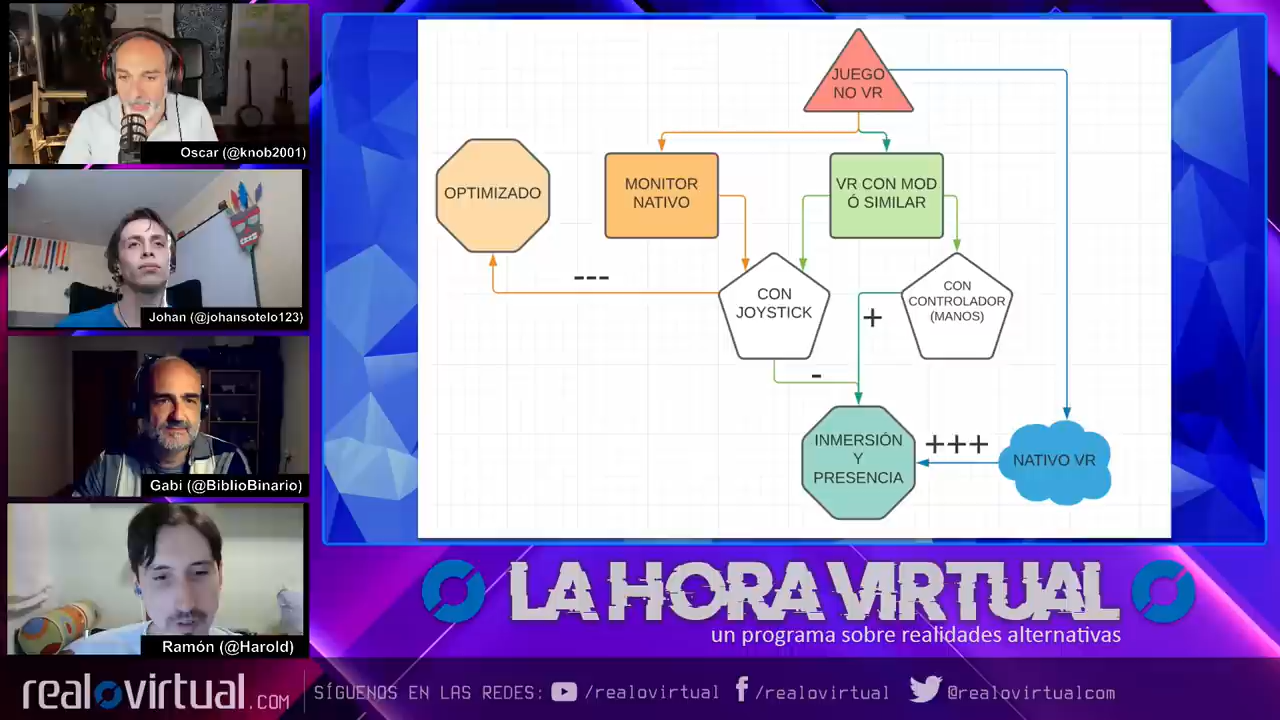 Oscar (@knob2001)
Johan (@johansotelo123)
Gabi (@BiblioBinario)
Ramón (@Harold)
JUEGO
NO VR
OPTIMIZADO
MONITOR
NATIVO
VR CON MOD
Ó SIMILAR
---
CON
JOYSTICK
CON
CONTROLADOR
(MANOS)
+
-
INMERSIÓN
Y
PRESENCIA
+++
NATIVO VR
LA HORA VIRTUAL
un programa sobre realidades alternativas
realovirtual.COM
SÍGUENOS EN LAS REDES: /realovirtual /realovirtual @realovirtual.com